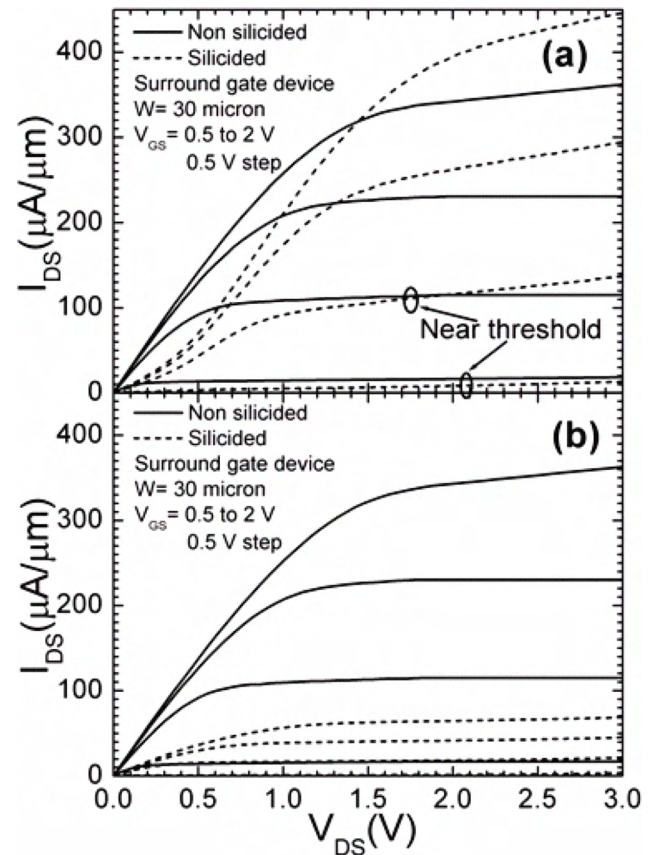 400
300
200
100
0
I_DS(μA/μm)
Non silicided
Silicided
Surround gate device
W= 30 micron
V_GS= 0.5 to 2 V
0.5 V step
(a)
Near threshold
400
300
200
100
0
I_DS(μA/μm)
Non silicided
Silicided
Surround gate device
W= 30 micron
V_GS= 0.5 to 2 V
0.5 V step
(b)
0.0 0.5 1.0 1.5 2.0 2.5 3.0
V_DS(V)